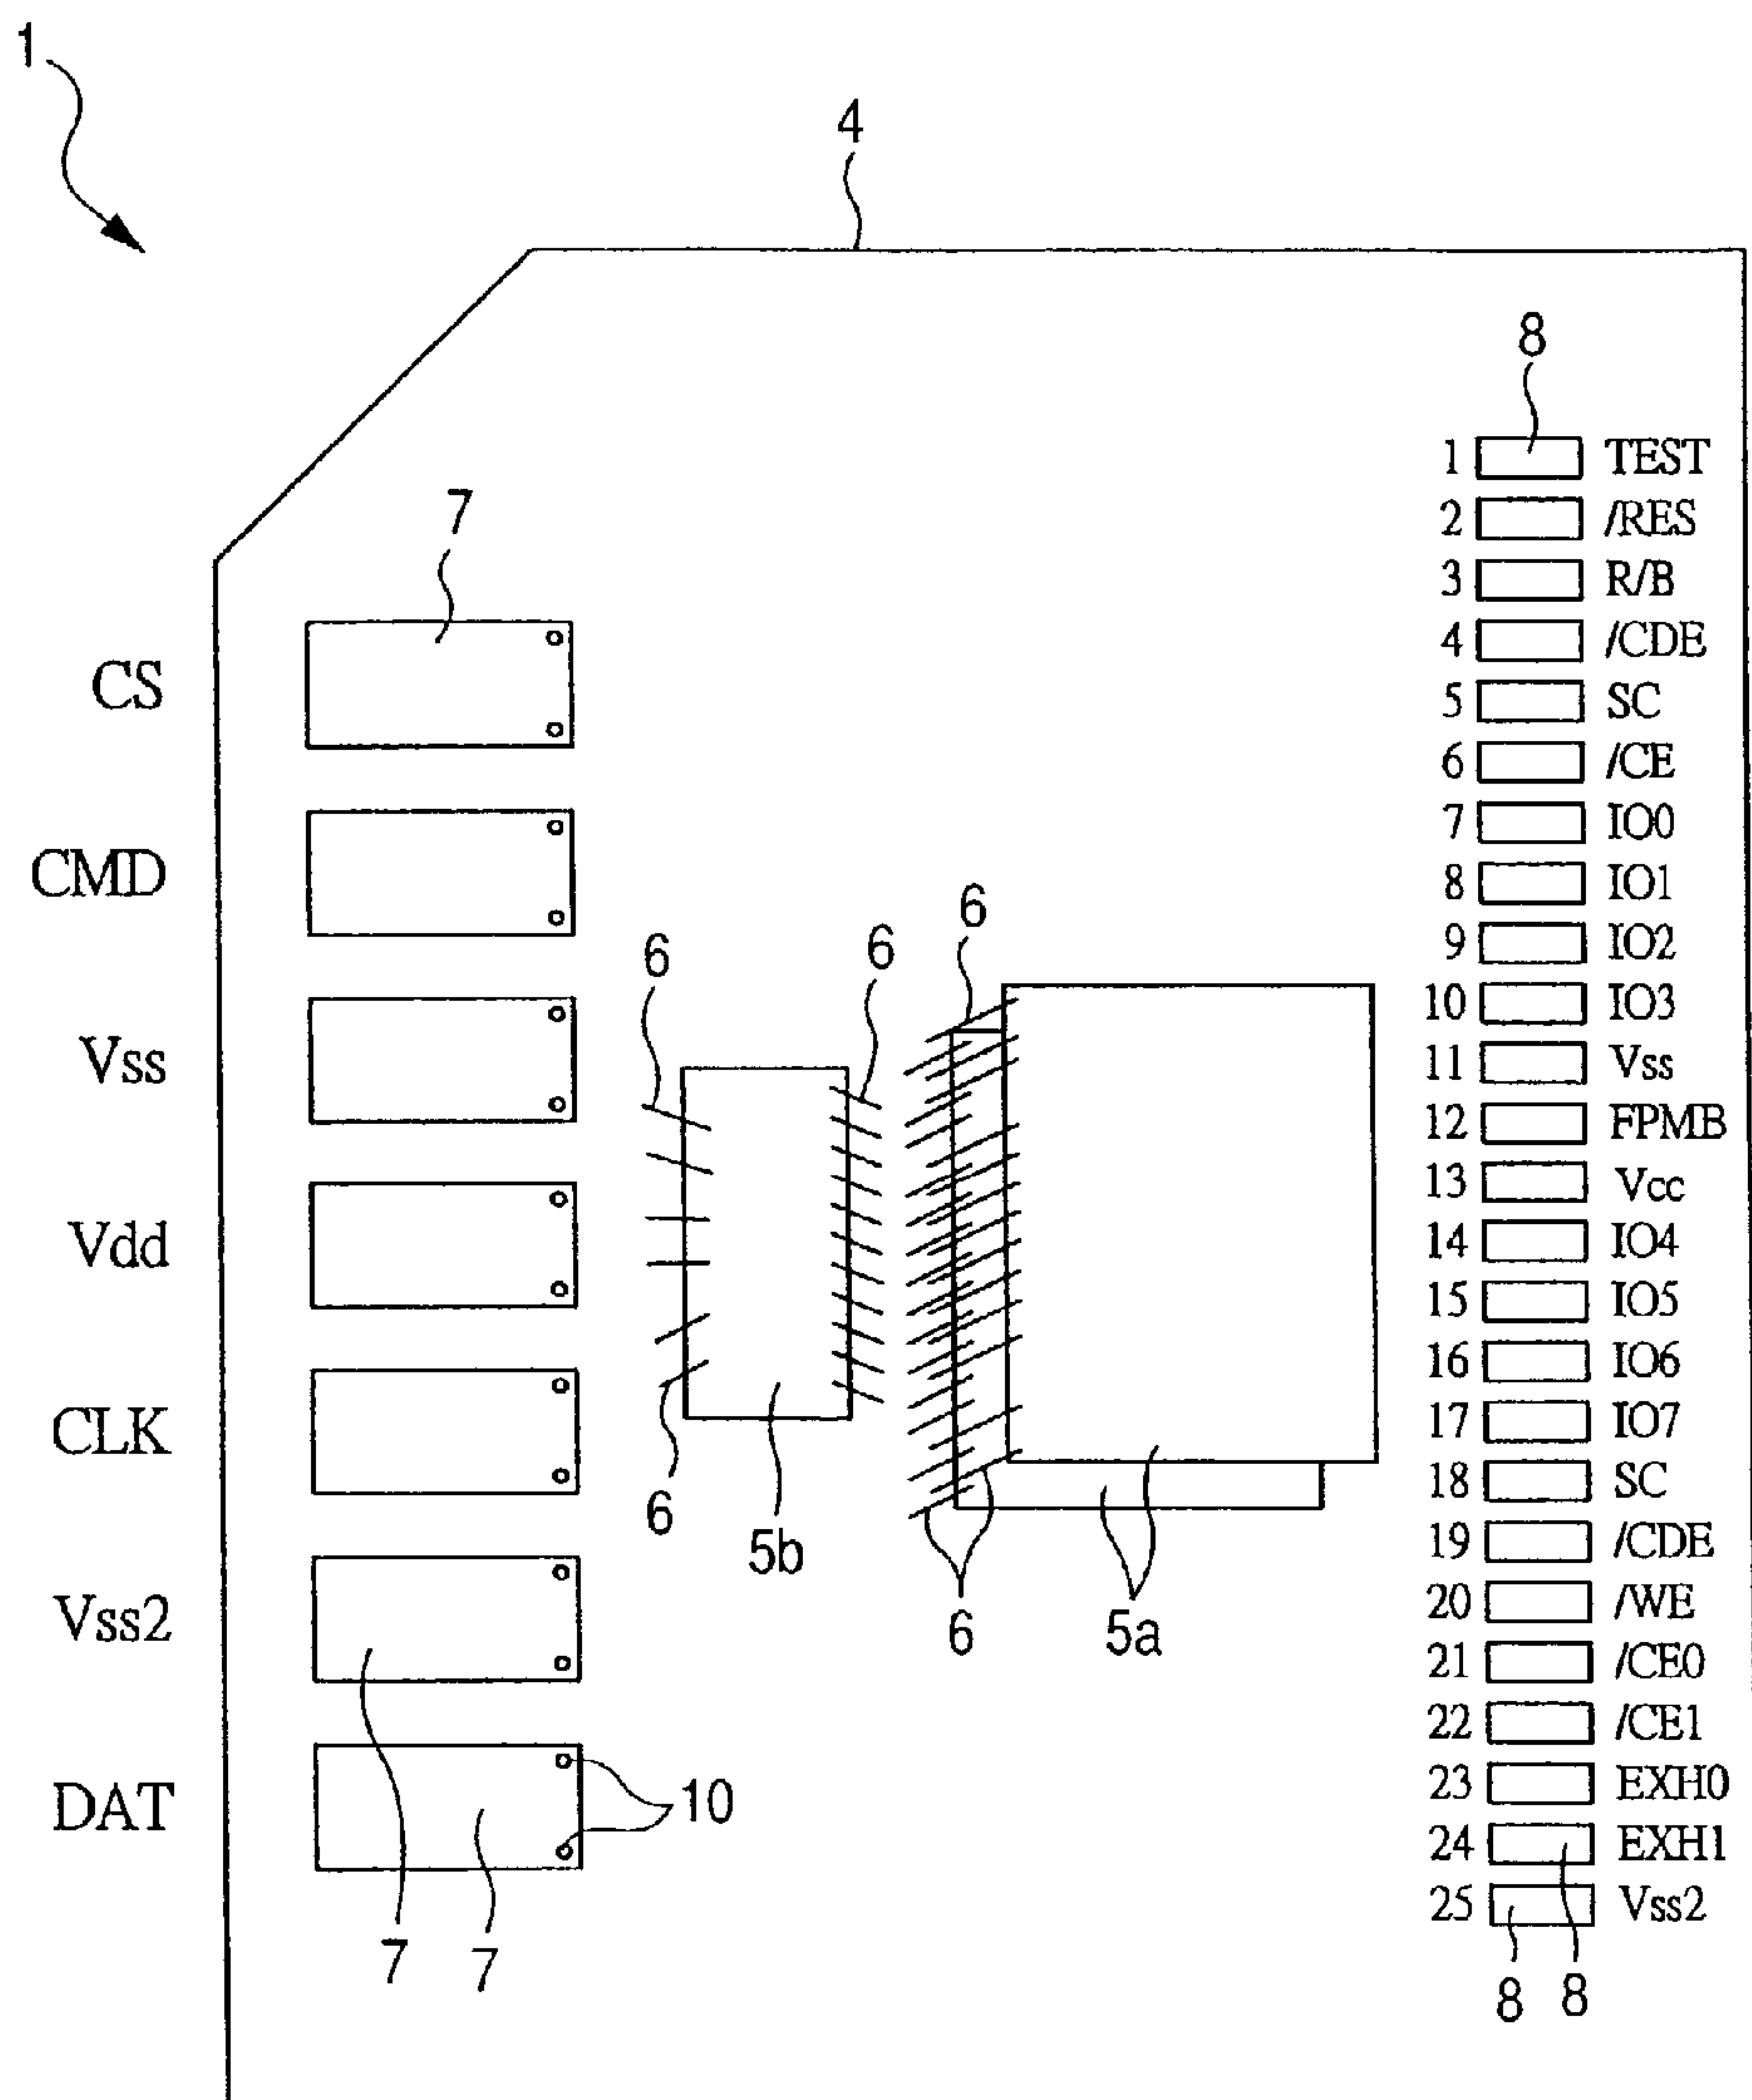 1
4
8
1 TEST
2 /RES
3 R/B
4 /CDE
5 SC
6 /CE
7 IO0
8 IO1
9 IO2
10 IO3
11 Vss
12 FPMB
13 Vcc
14 IO4
15 IO5
16 IO6
17 IO7
18 SC
19 /CDE
20 /WE
21 /CE0
22 /CE1
23 EXH0
24 EXH1
25 Vss2
8
8
7
CS
CMD
Vss
Vdd
CLK
Vss2
DAT
10
7
7
6
6
6
6
5b
6
5a